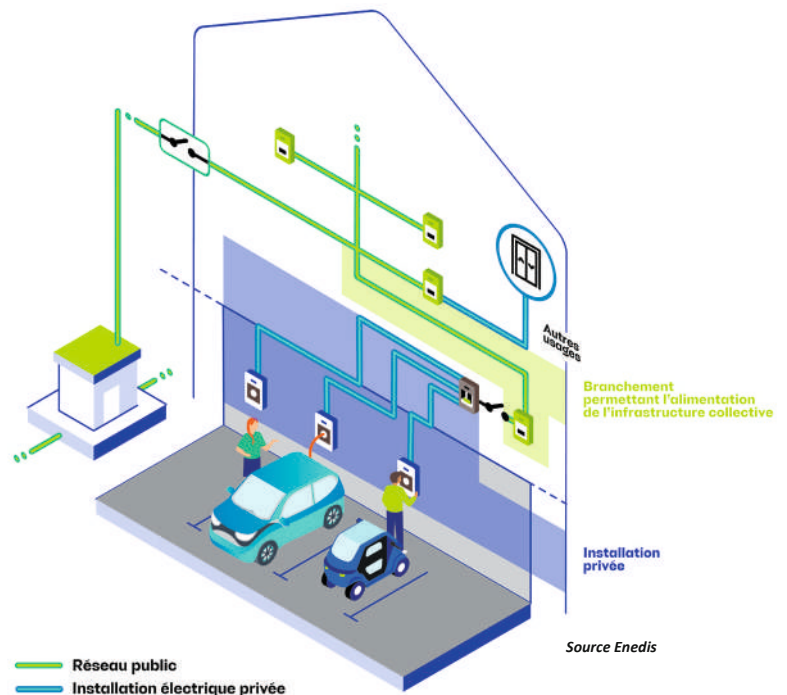 Autres
usages
Branchement
permettant l'alimentation
de l'infrastructure collective
Installation
privée
Source Enedis
Réseau public
Installation électrique privée